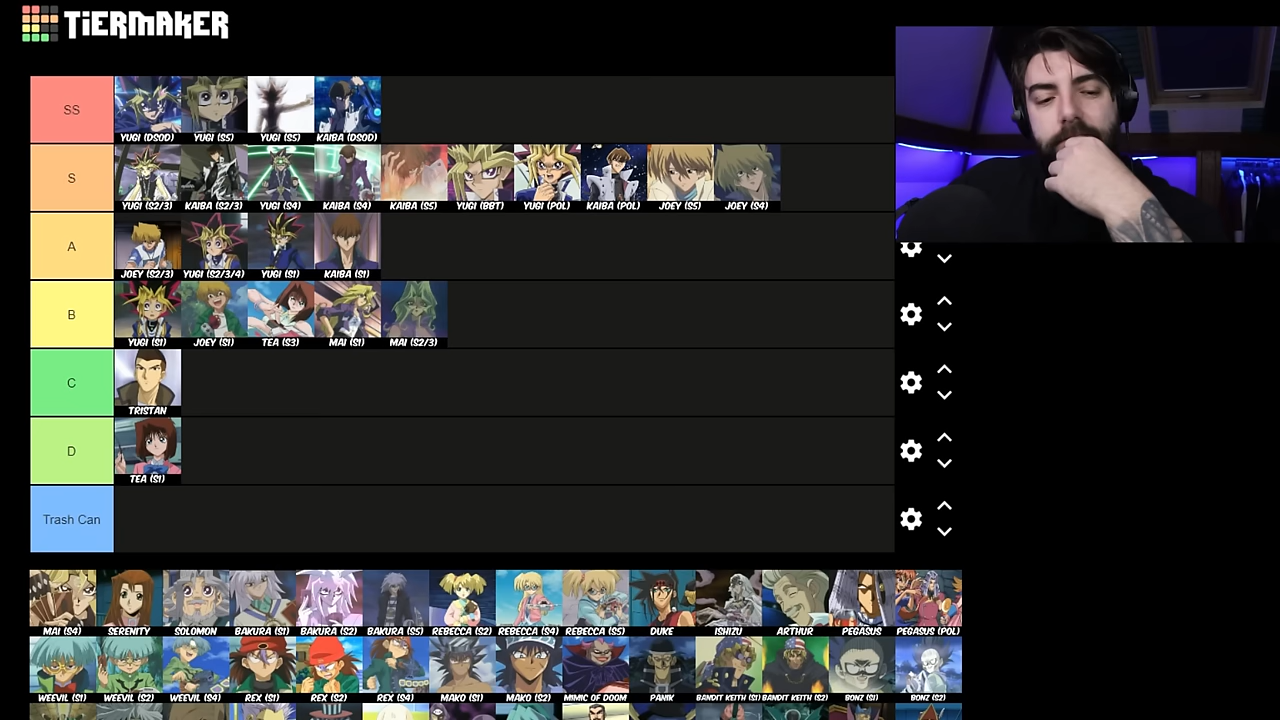 TIERMAKER
SS
YUGI (DSOD) YUGI (S5) YUGI (S5) KAIBA (DSOD)
S
YUGI (S2/3) KAIBA (S2/3) YUGI (S4) KAIBA (S4) KAIBA (S5) YUGI (BBT) YUGI (POL) KAIBA (POL) JOEY (S5) JOEY (S4)
A
JOEY (S2/3) YUGI (S2/3/4) YUGI (S1) KAIBA (S1)
B
YUGI (S1) JOEY (S1) TEA (S3) MAI (S1) MAI (S2/3)
C
TRISTAN
D
TEA (S1)
Trash Can
MAI (S4) SERENITY SOLOMON BAKURA (S1) BAKURA (S2) BAKURA (S5) REBECCA (S2) REBECCA (S4) REBECCA (S5) DUKE ISHIZU ARTHUR PEGASUS PEGASUS (POL)
WEEVIL (S1) WEEVIL (S2) WEEVIL (S4) REX (S1) REX (S2) REX (S4) MAKO (S1) MAKO (S2) MIMIC OF DOOM PANIK BANDIT KEITH (S1) BANDIT KEITH (S2) BONZ (S1) BONZ (S2)